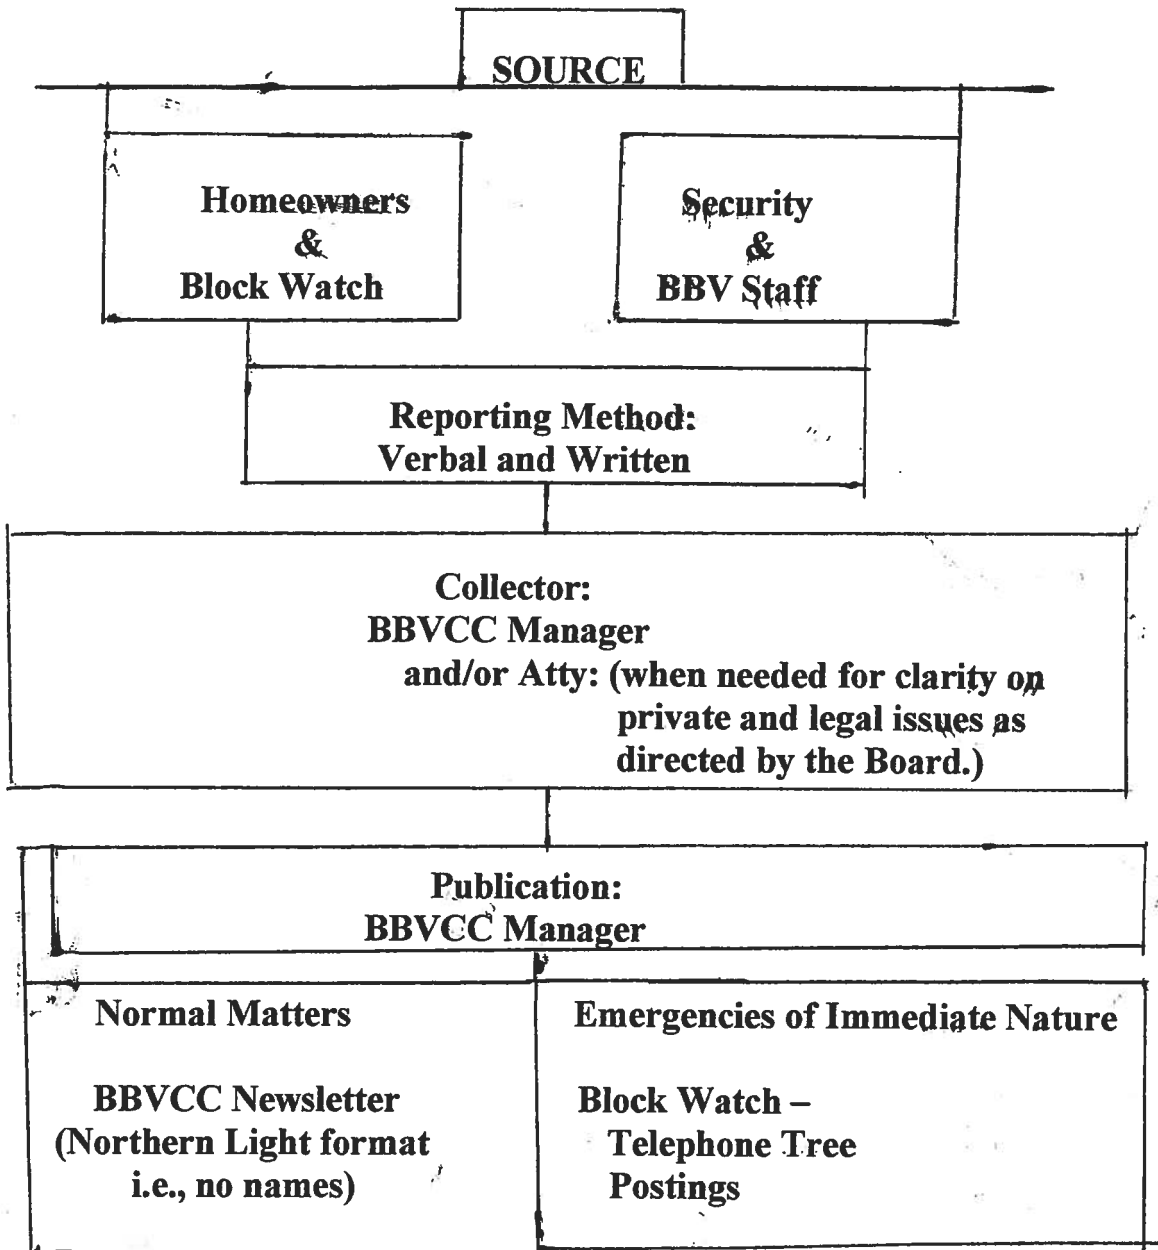 SOURCE
Homeowners
&
Block Watch
Security
&
BBV Staff
Reporting Method:
Verbal and Written
Collector:
BBVCC Manager
and/or Atty: (when needed for clarity on
private and legal issues as
directed by the Board.)
Publication:
BBVCC Manager
Normal Matters
BBVCC Newsletter
(Northern Light format
i.e., no names)
Emergencies of Immediate Nature
Block Watch –
Telephone Tree
Postings